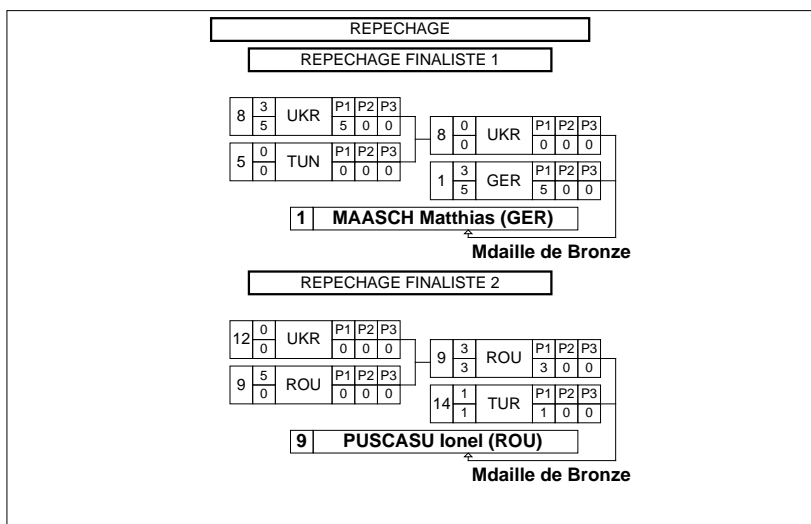 REPECHAGE
REPECHAGE FINALISTE 1
8 3 5 UKR P1 P2 P3 5 0 0
5 0 0 TUN P1 P2 P3 0 0 0
8 0 0 UKR P1 P2 P3 0 0 0
1 3 5 GER P1 P2 P3 5 0 0
1 MAASCH Matthias (GER)
Mdaille de Bronze
REPECHAGE FINALISTE 2
12 0 0 UKR P1 P2 P3 0 0 0
9 5 0 ROU P1 P2 P3 0 0 0
9 3 3 ROU P1 P2 P3 3 0 0
14 1 1 TUR P1 P2 P3 1 0 0
9 PUSCASU Ionel (ROU)
Mdaille de Bronze